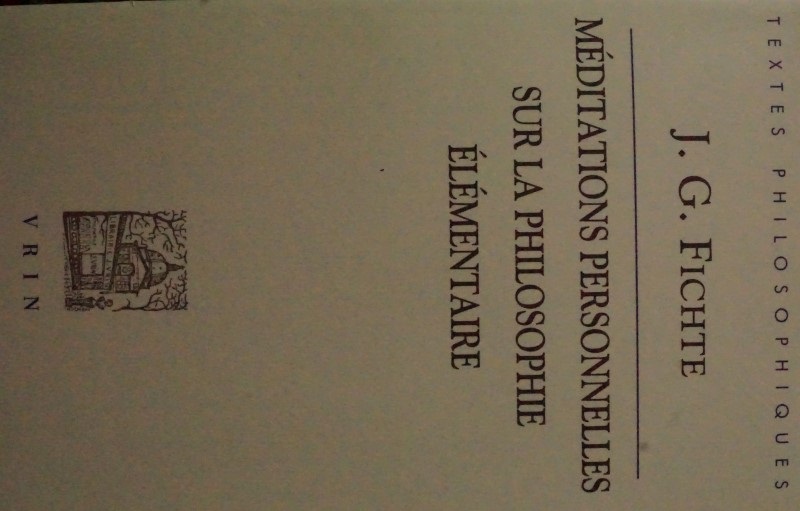 TEXTES PHILOSOPHIQUES
J. G. FICHTE
MÉDITATIONS PERSONNELLES
SUR LA PHILOSOPHIE
ÉLÉMENTAIRE
VRIN